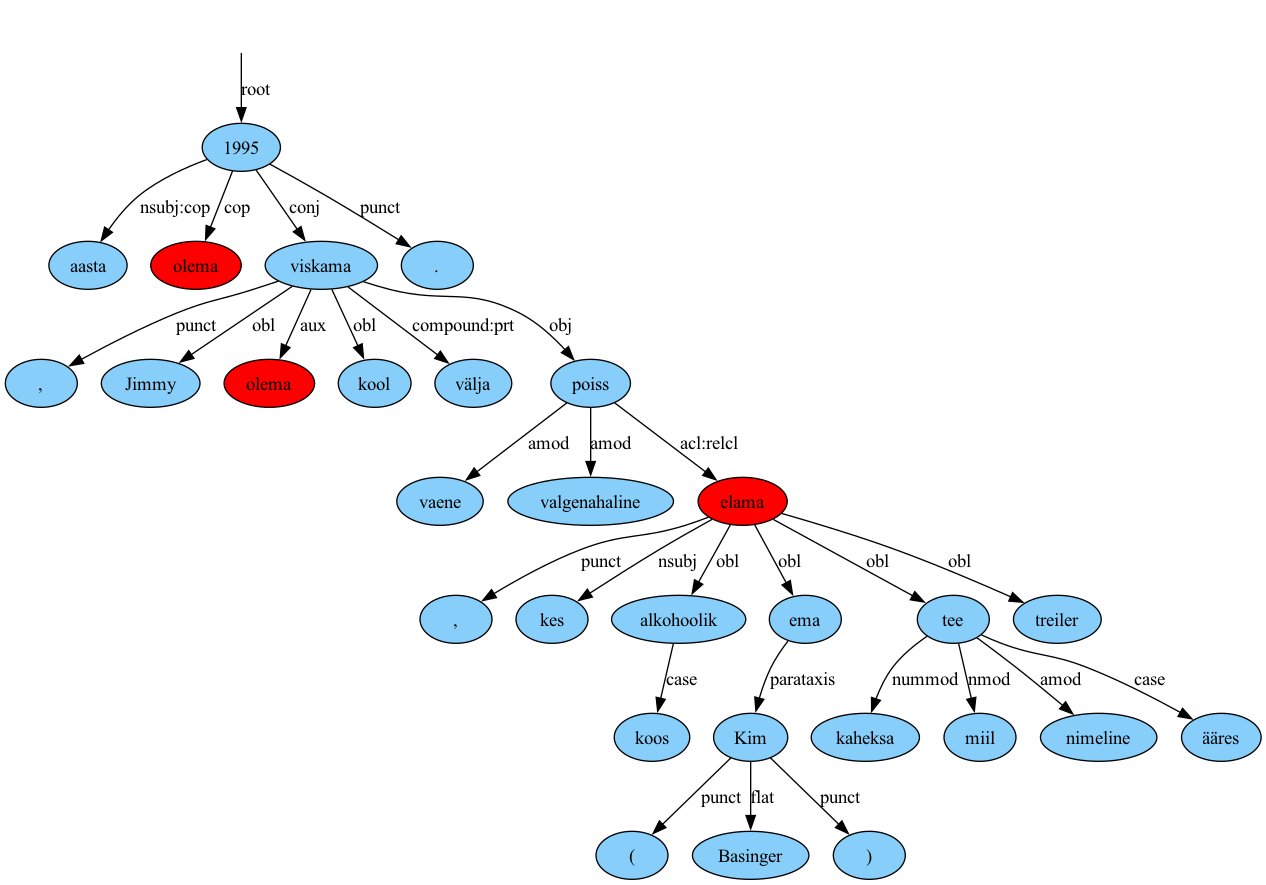 root
1995
nsubj:cop cop conj punct
aasta olema viskama .
punct obl aux obl compound:prt obj
, Jimmy olema kool välja poiss
amod amod acl:relcl
vaene valgenahaline elama
punct nsubj obl obl obl obl
, kes alkohoolik ema tee treiler
case parataxis nummod nmod amod case
koos Kim kaheksa miil nimeline ääres
punct flat punct
( Basinger )